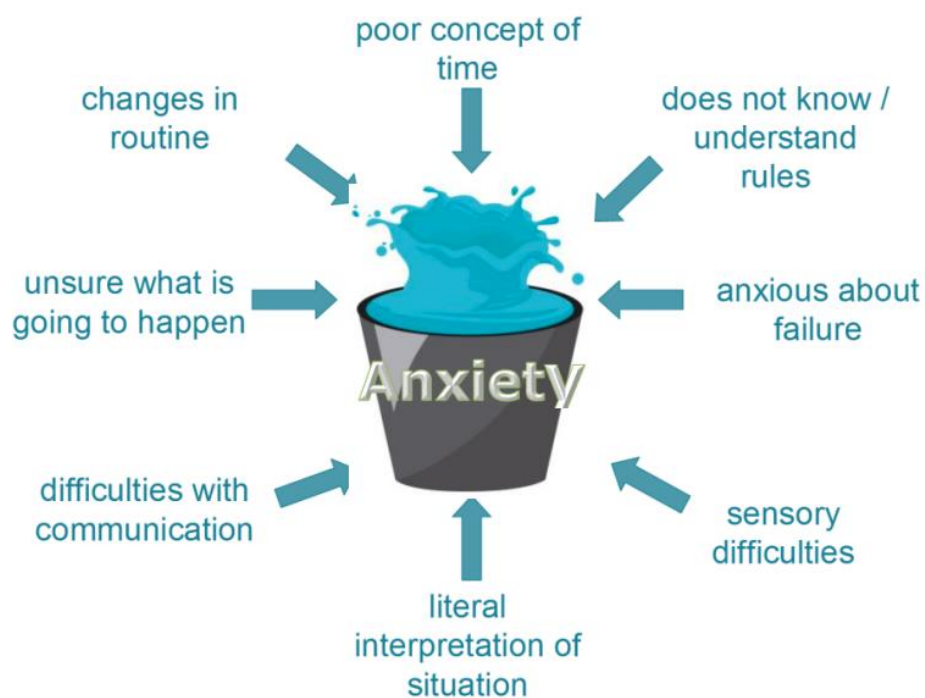 poor concept of
time
changes in
routine
does not know /
understand
rules
unsure what is
going to happen
anxious about
failure
Anxiety
difficulties with
communication
sensory
difficulties
literal
interpretation of
situation